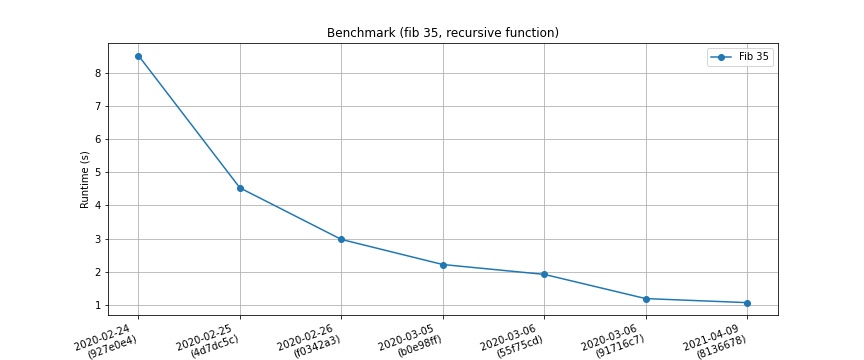 Benchmark (fib 35, recursive function)
Fib 35
Runtime (s)
8
7
6
5
4
3
2
1
2020-02-24
(927e0e4)
2020-02-25
(4d7dc5c)
2020-02-26
(f0342a3)
2020-03-05
(b0e98ff)
2020-03-06
(55f75cd)
2020-03-06
(91716c7)
2021-04-09
(8136678)